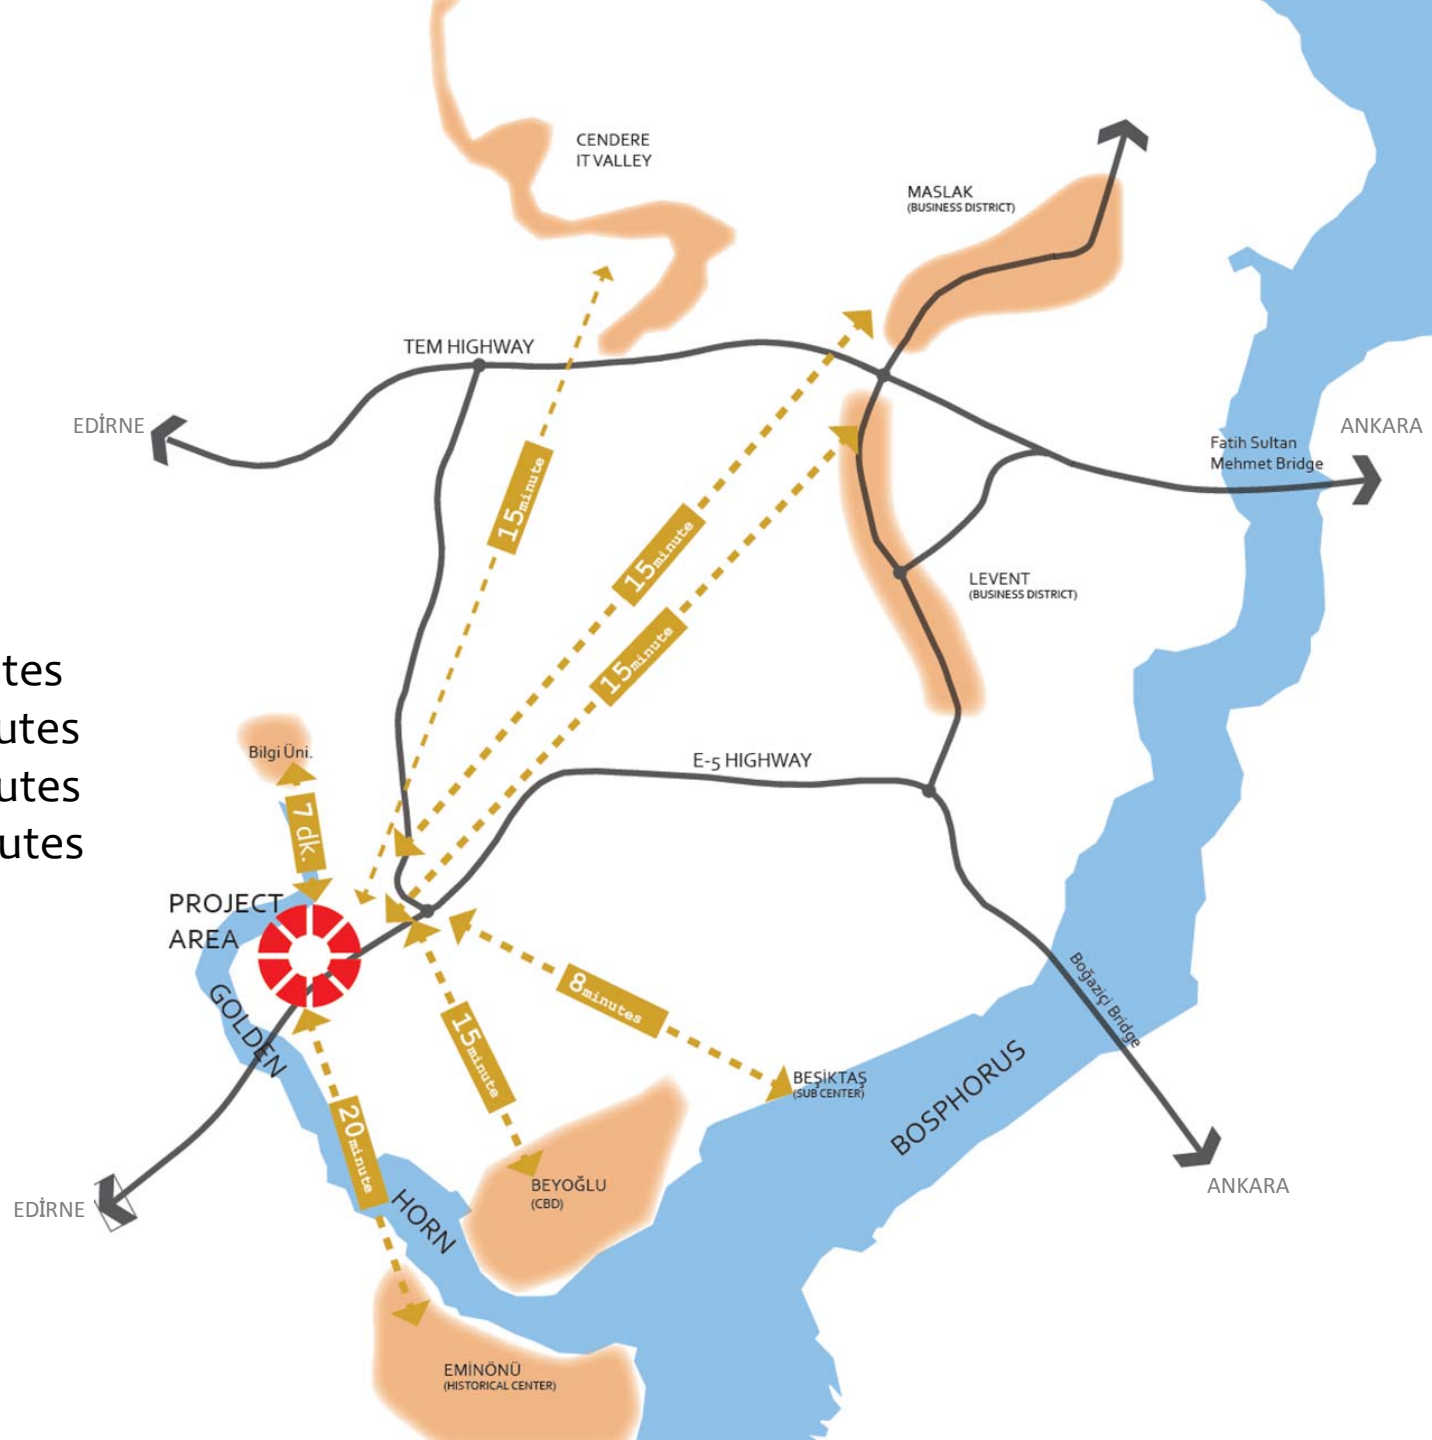 CENDERE
IT VALLEY
MASLAK
(BUSINESS DISTRICT)
TEM HIGHWAY
EDİRNE
ANKARA
Fatih Sultan
Mehmet Bridge
15minute
15minute
15minute
LEVENT
(BUSINESS DISTRICT)
tes
utes
utes
utes
Bilgi Üni.
E-5 HIGHWAY
7 dk.
PROJECT
AREA
GOLDEN
HORN
8minutes
15minute
20minute
Boğaziçi Bridge
BEŞİKTAŞ
(SUB CENTER)
BOSPHORUS
BEYOĞLU
(CBD)
ANKARA
EDİRNE
EMİNÖNÜ
(HISTORICAL CENTER)